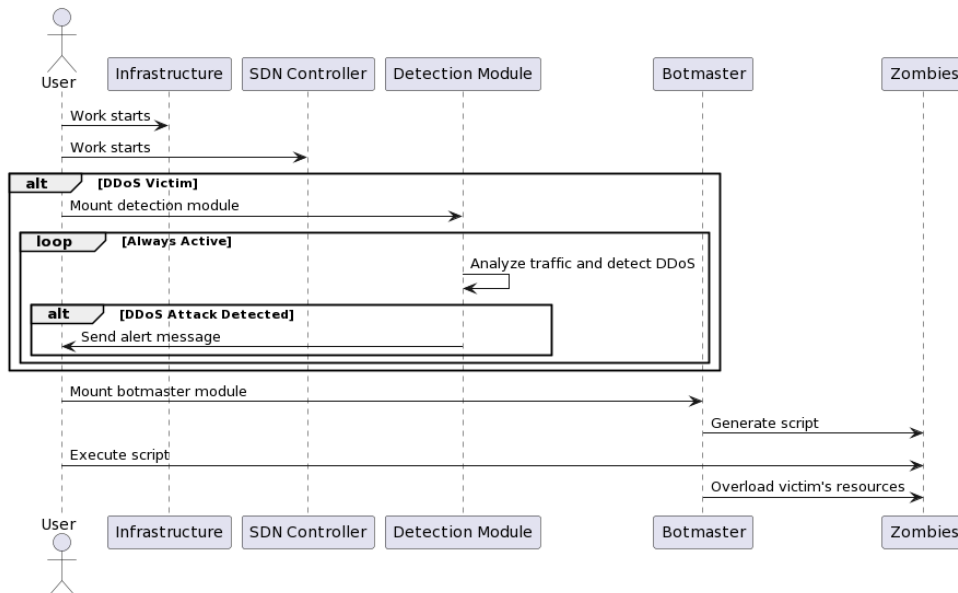 User
Infrastructure
SDN Controller
Detection Module
Botmaster
Zombies
Work starts
Work starts
alt [DDoS Victim]
Mount detection module
loop [Always Active]
Analyze traffic and detect DDoS
alt [DDoS Attack Detected]
Send alert message
Mount botmaster module
Generate script
Execute script
Overload victim's resources
User
Infrastructure
SDN Controller
Detection Module
Botmaster
Zombies